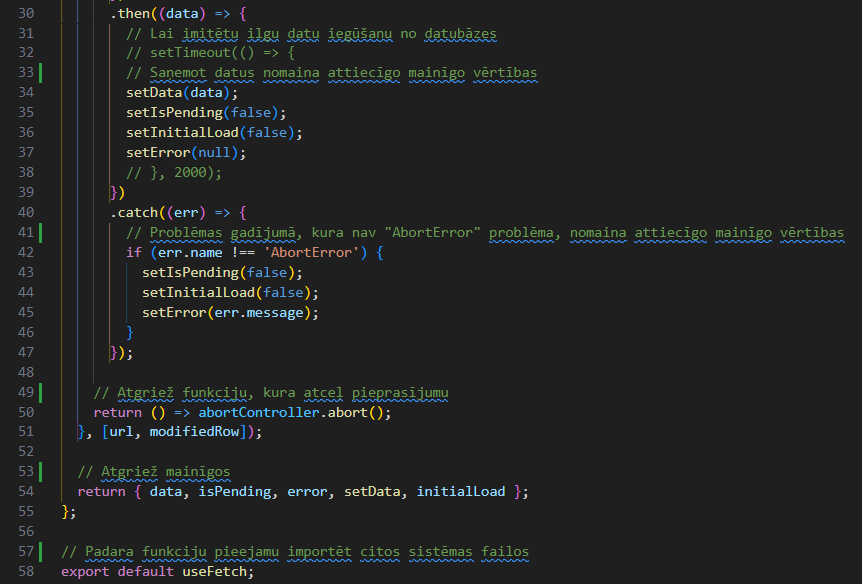 30 .then((data) => {
31 // Lai imitētu ilgu datu iegūšanu no datubāzes
32 // setTimeout(() => {
33 // Saņemot datus nomaina attiecīgo mainīgo vērtības
34 setData(data);
35 setIsPending(false);
36 setInitialLoad(false);
37 setError(null);
38 // }, 2000);
39 })
40 .catch((err) => {
41 // Problēmas gadījumā, kura nav "AbortError" problēma, nomaina attiecīgo mainīgo vērtības
42 if (err.name !== 'AbortError') {
43 setIsPending(false);
44 setInitialLoad(false);
45 setError(err.message);
46 }
47 });
48
49 // Atgriež funkciju, kura atceļ pieprasījumu
50 return () => abortController.abort();
51 }, [url, modifiedRow]);
52
53 // Atgriež mainīgos
54 return { data, isPending, error, setData, initialLoad };
55 };
56
57 // Padara funkciju pieejamu importēt citos sistēmas failos
58 export default useFetch;